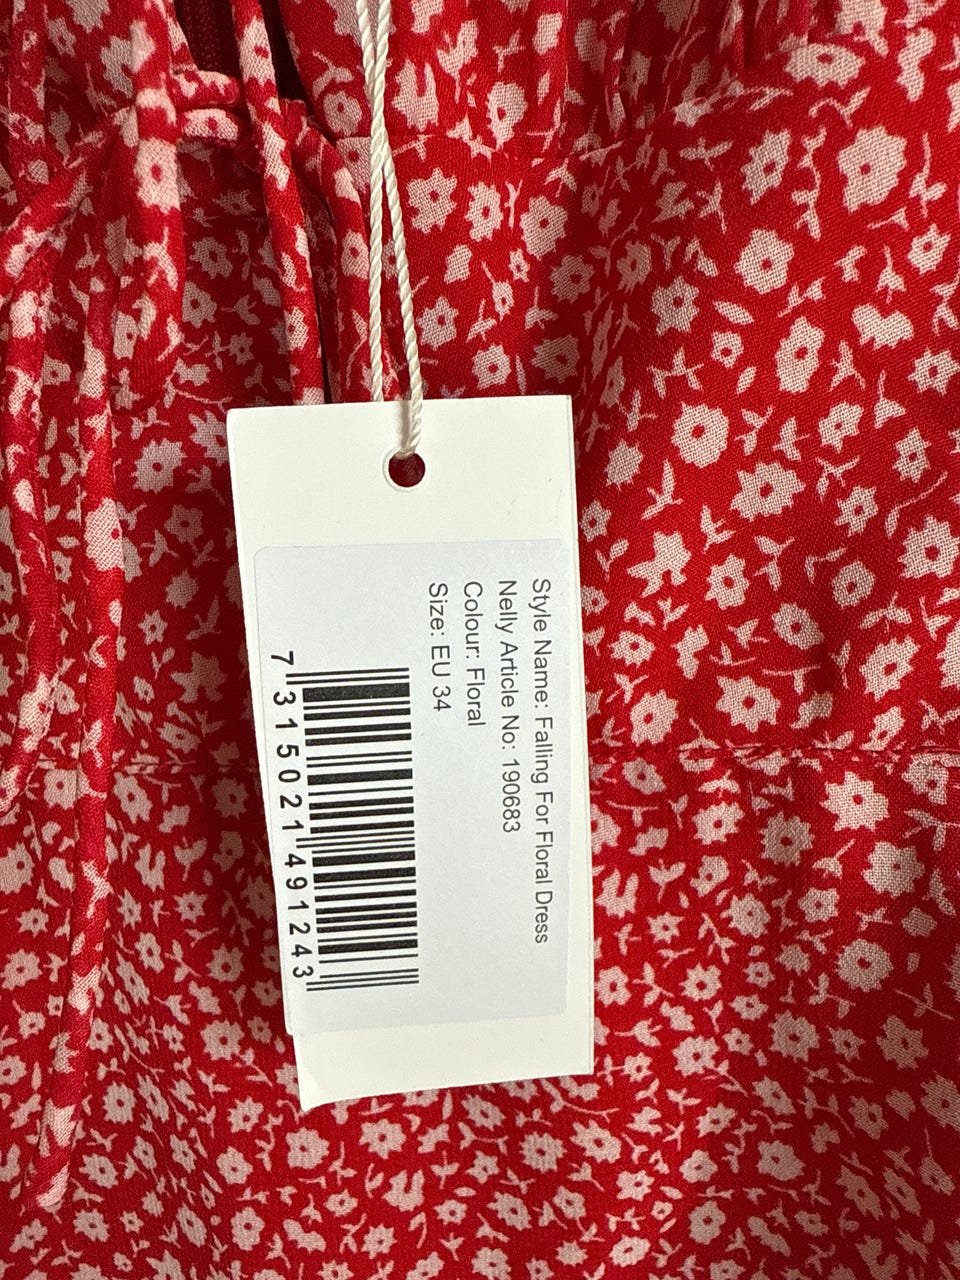 Style Name: Falling For Floral Dress
Nelly Article No: 190683
Colour: Floral
Size: EU 34
7 315021 491243